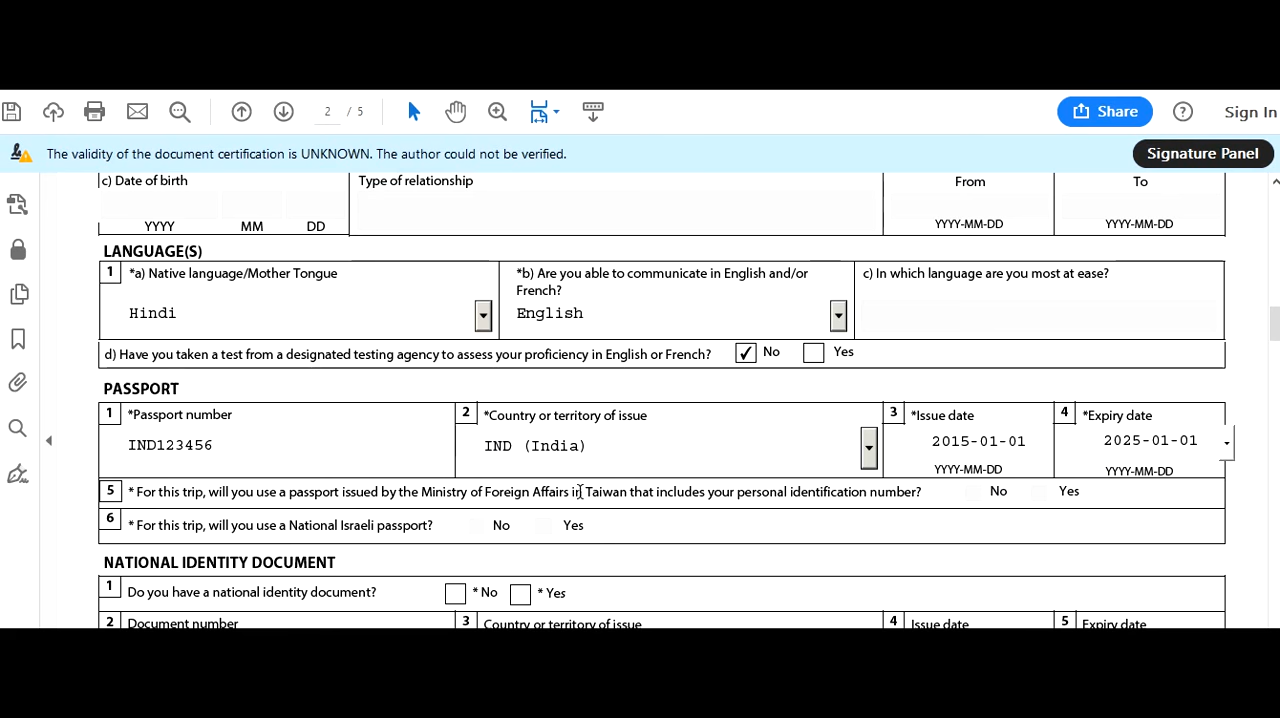 2 / 5
Share
Sign In
The validity of the document certification is UNKNOWN. The author could not be verified.
Signature Panel
c) Date of birth
Type of relationship
From
To
YYYY MM DD
YYYY-MM-DD
YYYY-MM-DD
LANGUAGE(S)
1 *a) Native language/Mother Tongue
Hindi
*b) Are you able to communicate in English and/or
French?
English
c) In which language are you most at ease?
d) Have you taken a test from a designated testing agency to assess your proficiency in English or French? No Yes
PASSPORT
1 *Passport number
IND123456
2 *Country or territory of issue
IND (India)
3 *Issue date
2015-01-01
YYYY-MM-DD
4 *Expiry date
2025-01-01
YYYY-MM-DD
5 * For this trip, will you use a passport issued by the Ministry of Foreign Affairs in Taiwan that includes your personal identification number? No Yes
6 * For this trip, will you use a National Israeli passport? No Yes
NATIONAL IDENTITY DOCUMENT
1 Do you have a national identity document? * No * Yes
2 Document number
3 Country or territory of issue
4 Issue date
5 Expiry date